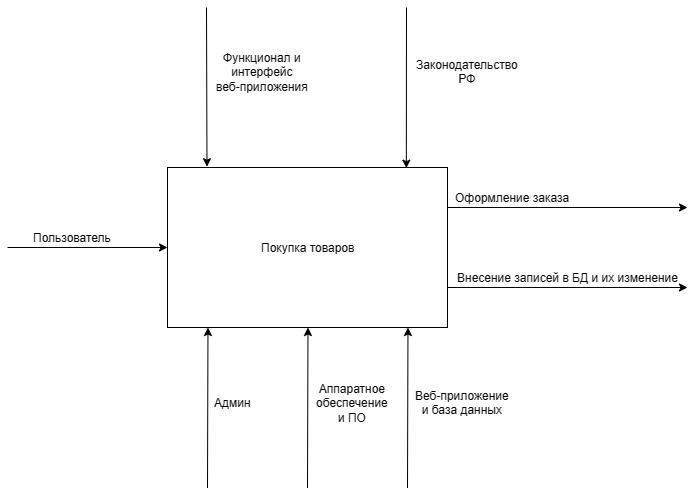 Функционал и
интерфейс
веб-приложения
Законодательство
РФ
Оформление заказа
Пользователь
Покупка товаров
Внесение записей в БД и их изменение
Админ
Аппаратное
обеспечение
и ПО
Веб-приложение
и база данных